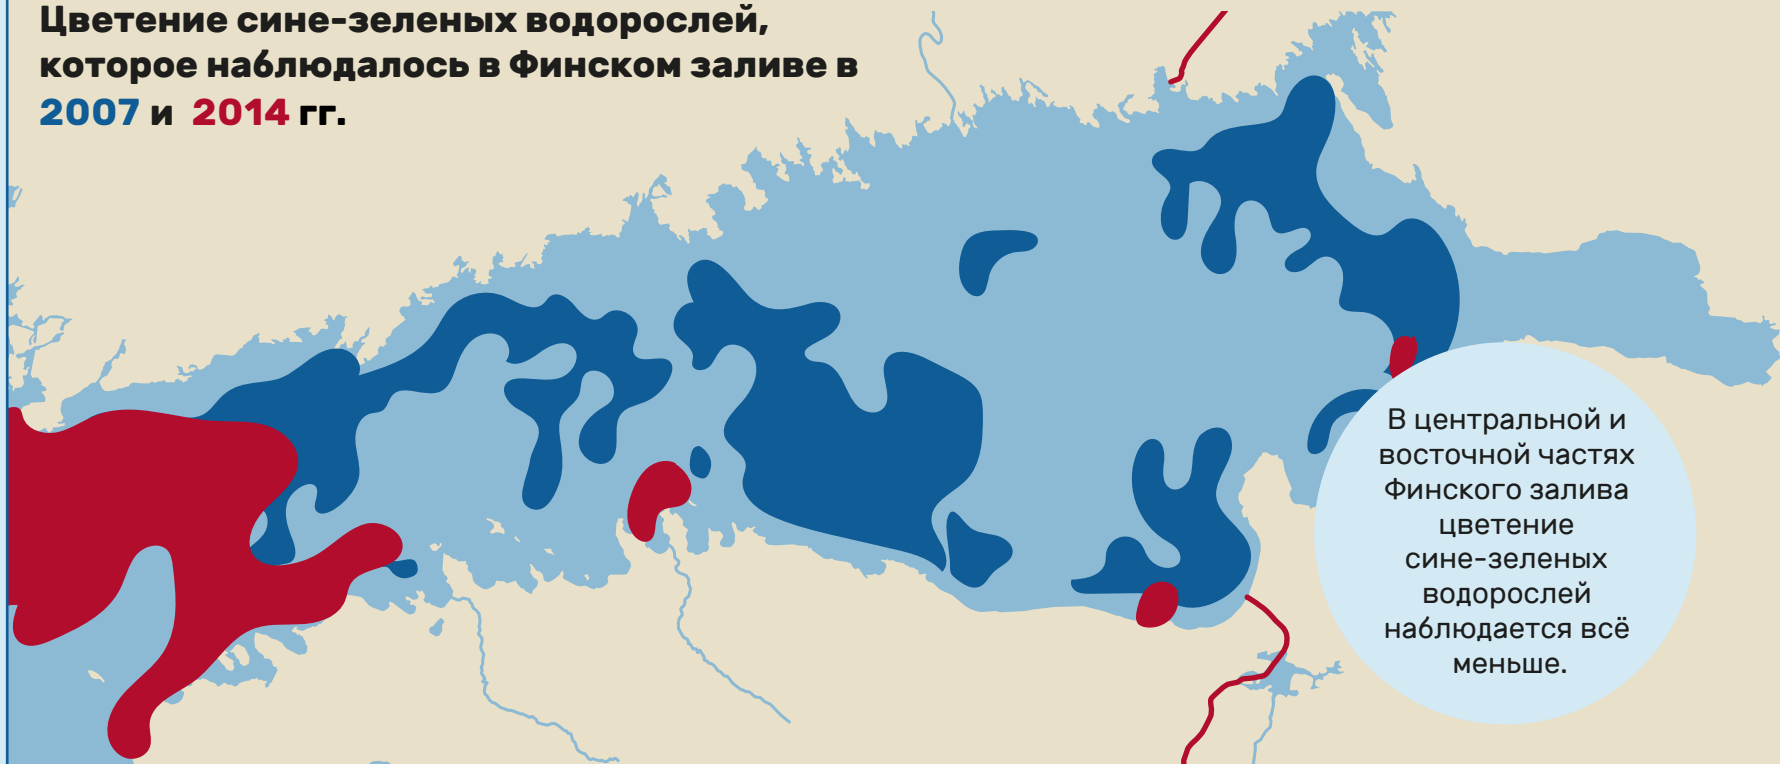 Цветение сине-зеленых водорослей,
которое наблюдалось в Финском заливе в
2007 и 2014 гг.
В центральной и
восточной частях
Финского залива
цветение
сине-зеленых
водорослей
наблюдается всё
меньше.